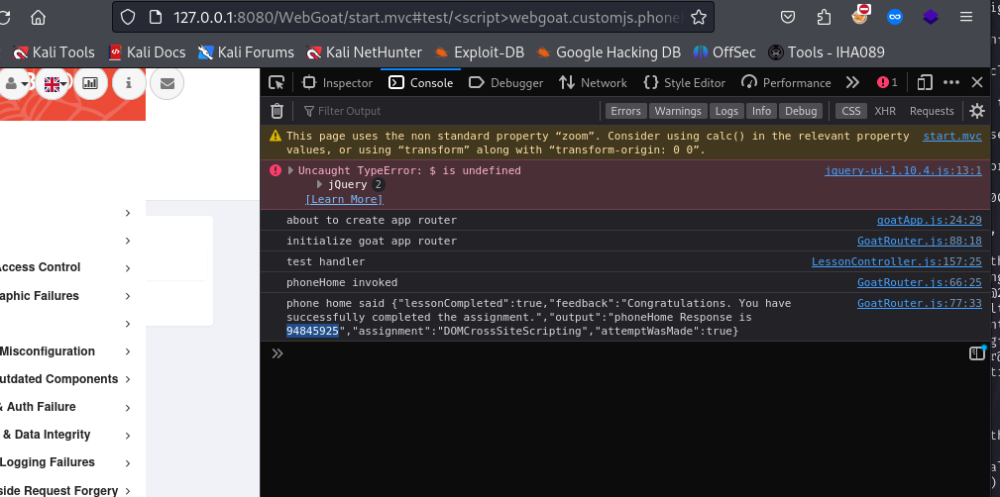 127.0.0.1:8080/WebGoat/start.mvc#test/<script>webgoat.customjs.phone
Kali Tools Kali Docs Kali Forums Kali NetHunter Exploit-DB Google Hacking DB OffSec Tools - IHA089
Inspector Console Debugger Network Style Editor Performance 1
Filter Output Errors Warnings Logs Info Debug CSS XHR Requests
This page uses the non standard property “zoom”. Consider using calc() in the relevant property start.mvc
values, or using “transform” along with “transform-origin: 0 0”.
Uncaught TypeError: $ is undefined jquery-ui-1.10.4.js:13:1
jQuery 2
[Learn More]
about to create app router goatApp.js:24:29
initialize goat app router GoatRouter.js:88:18
test handler LessonController.js:157:25
phoneHome invoked GoatRouter.js:66:25
phone home said {"lessonCompleted":true,"feedback":"Congratulations. You have GoatRouter.js:77:33
successfully completed the assignment.","output":"phoneHome Response is
94845925","assignment":"DOMCrossSiteScripting","attemptWasMade":true}
ccess Control
aphic Failures
Misconfiguration
utdated Components
& Auth Failure
& Data Integrity
Logging Failures
side Request Forgery